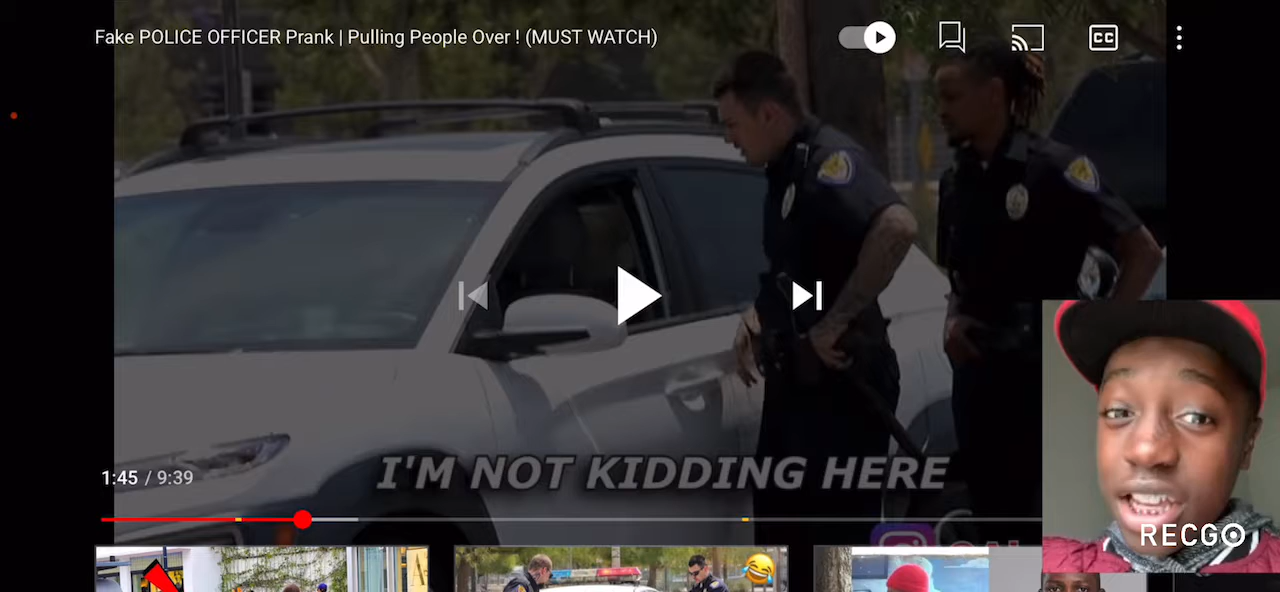 Fake POLICE OFFICER Prank | Pulling People Over ! (MUST WATCH)
CC
1:45 / 9:39
I'M NOT KIDDING HERE
RECGO